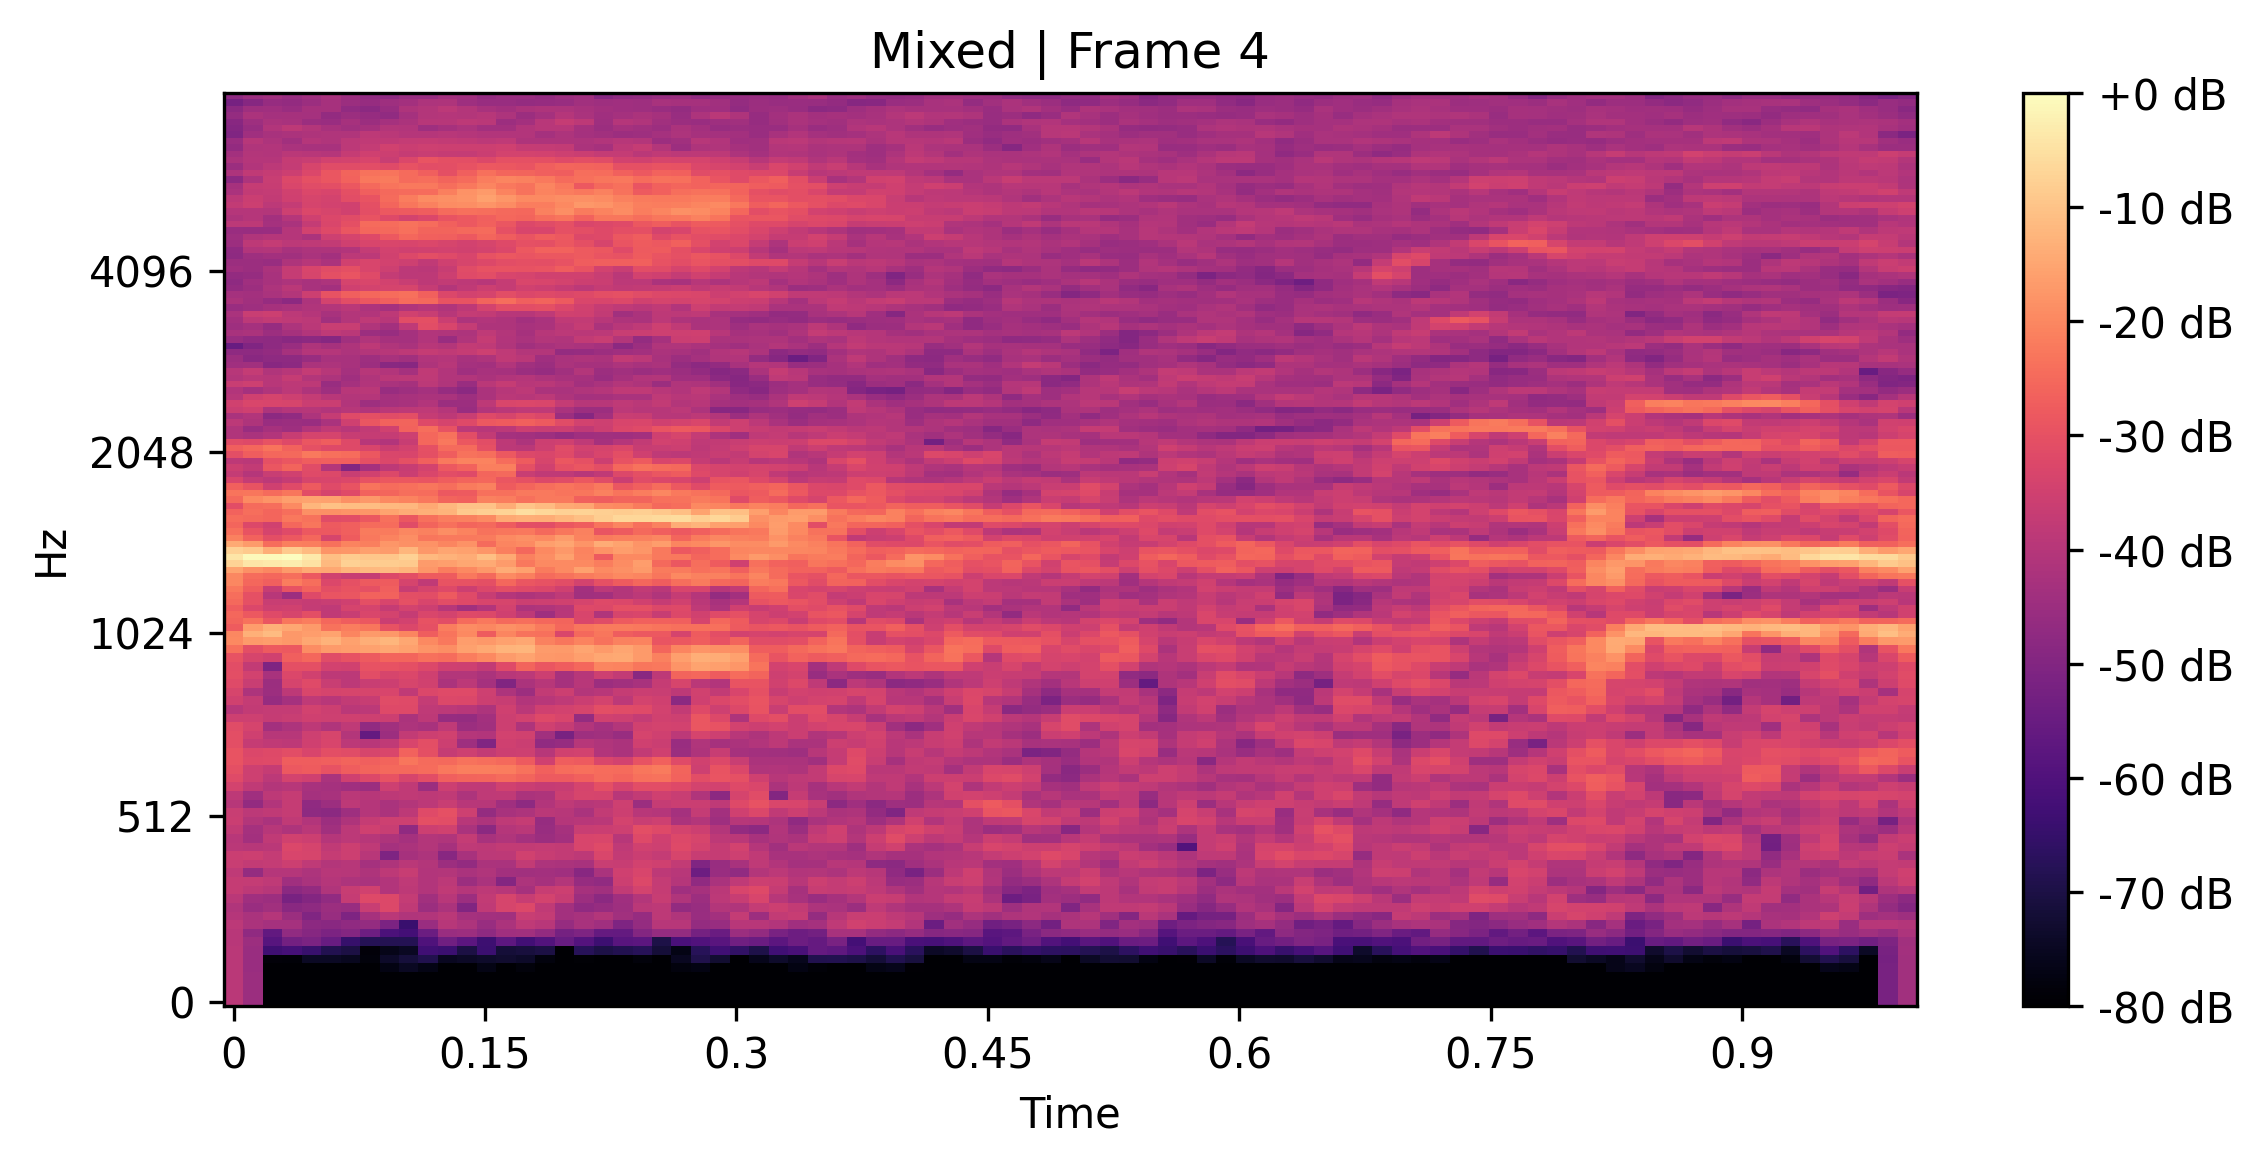 Mixed | Frame 4
Hz
4096
2048
1024
512
0
0
0.15
0.3
0.45
0.6
0.75
0.9
Time
+0 dB
-10 dB
-20 dB
-30 dB
-40 dB
-50 dB
-60 dB
-70 dB
-80 dB